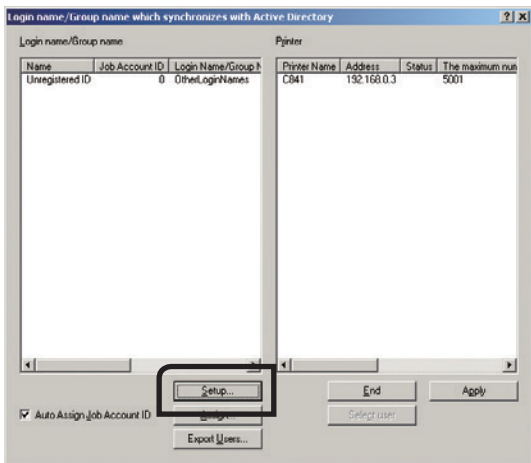 Login name/Group name which synchronizes with Active Directory
Login name/Group name
Printer
Name Job Account ID Login Name/Group N
Unregistered ID 0 OtherLoginNames
Printer Name Address Status The maximum num
C841 192.168.0.3 5001
Setup...
End
Apply
Auto Assign Job Account ID
Assign...
Select user
Export Users...